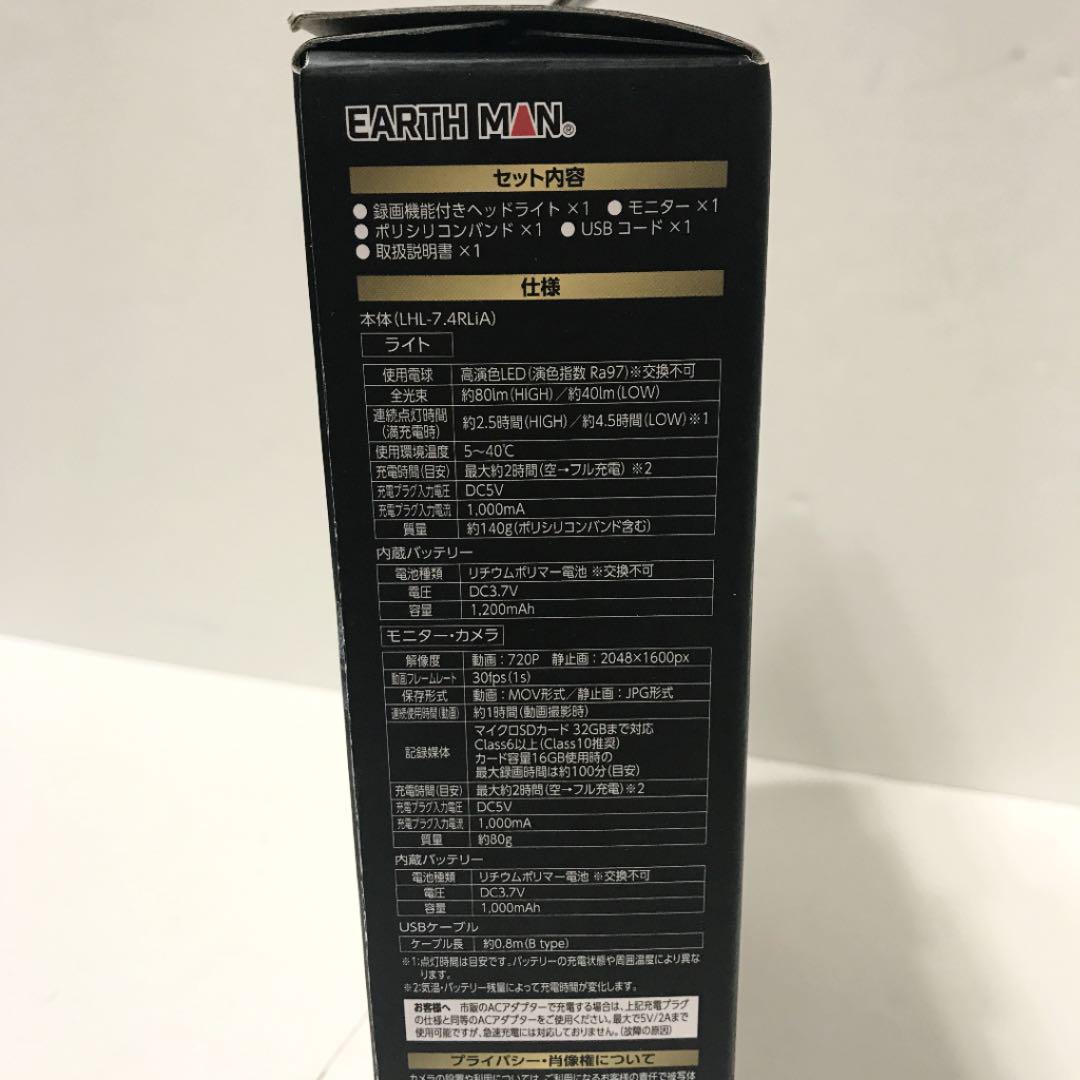 EARTH MAN®
セット内容
● 録画機能付きヘッドライト ×1 ● モニター ×1
● ポリシリコンバンド ×1 ● USB コード ×1
● 取扱説明書 ×1
仕様
本体(LHL-7.4RLiA)
ライト
使用電球 高演色LED(演色指数 Ra97)※交換不可
全光束 約80lm(HIGH)/約40lm(LOW)
連続点灯時間
(満充電時) 約2.5時間(HIGH)/約4.5時間(LOW)※1
使用環境温度 5~40℃
充電時間(目安) 最大約2時間(空→フル充電) ※2
充電プラグ入力電圧 DC5V
充電プラグ入力電流 1,000mA
質量 約140g(ポリシリコンバンド含む)
内蔵バッテリー
電池種類 リチウムポリマー電池 ※交換不可
電圧 DC3.7V
容量 1,200mAh
モニター・カメラ
解像度 動画:720P 静止画:2048×1600px
動画フレームレート 30fps(1s)
保存形式 動画:MOV形式/静止画:JPG形式
連続使用時間(動画) 約1時間(動画撮影時)
記録媒体 マイクロSDカード 32GBまで対応
Class6以上(Class10推奨)
カード容量16GB使用時の
最大録画時間は約100分(目安)
充電時間(目安) 最大約2時間(空→フル充電)※2
充電プラグ入力電圧 DC5V
充電プラグ入力電流 1,000mA
質量 約80g
内蔵バッテリー
電池種類 リチウムポリマー電池 ※交換不可
電圧 DC3.7V
容量 1,000mAh
USBケーブル
ケーブル長 約0.8m(B type)
※1:点灯時間は目安です。バッテリーの充電状態や周囲温度により異な
ります。
※2:気温・バッテリー残量によって充電時間が変化します。
お客様へ 市販のACアダプターで充電する場合は、上記充電プラグ
の仕様と同等のACアダプターをご使用ください。最大で5V/2Aまで
使用可能ですが、急速充電には対応しておりません。(故障の原因)
プライバシー・肖像権について
カメラの設置や利用については、ご利用になるお客様の責任で被写体